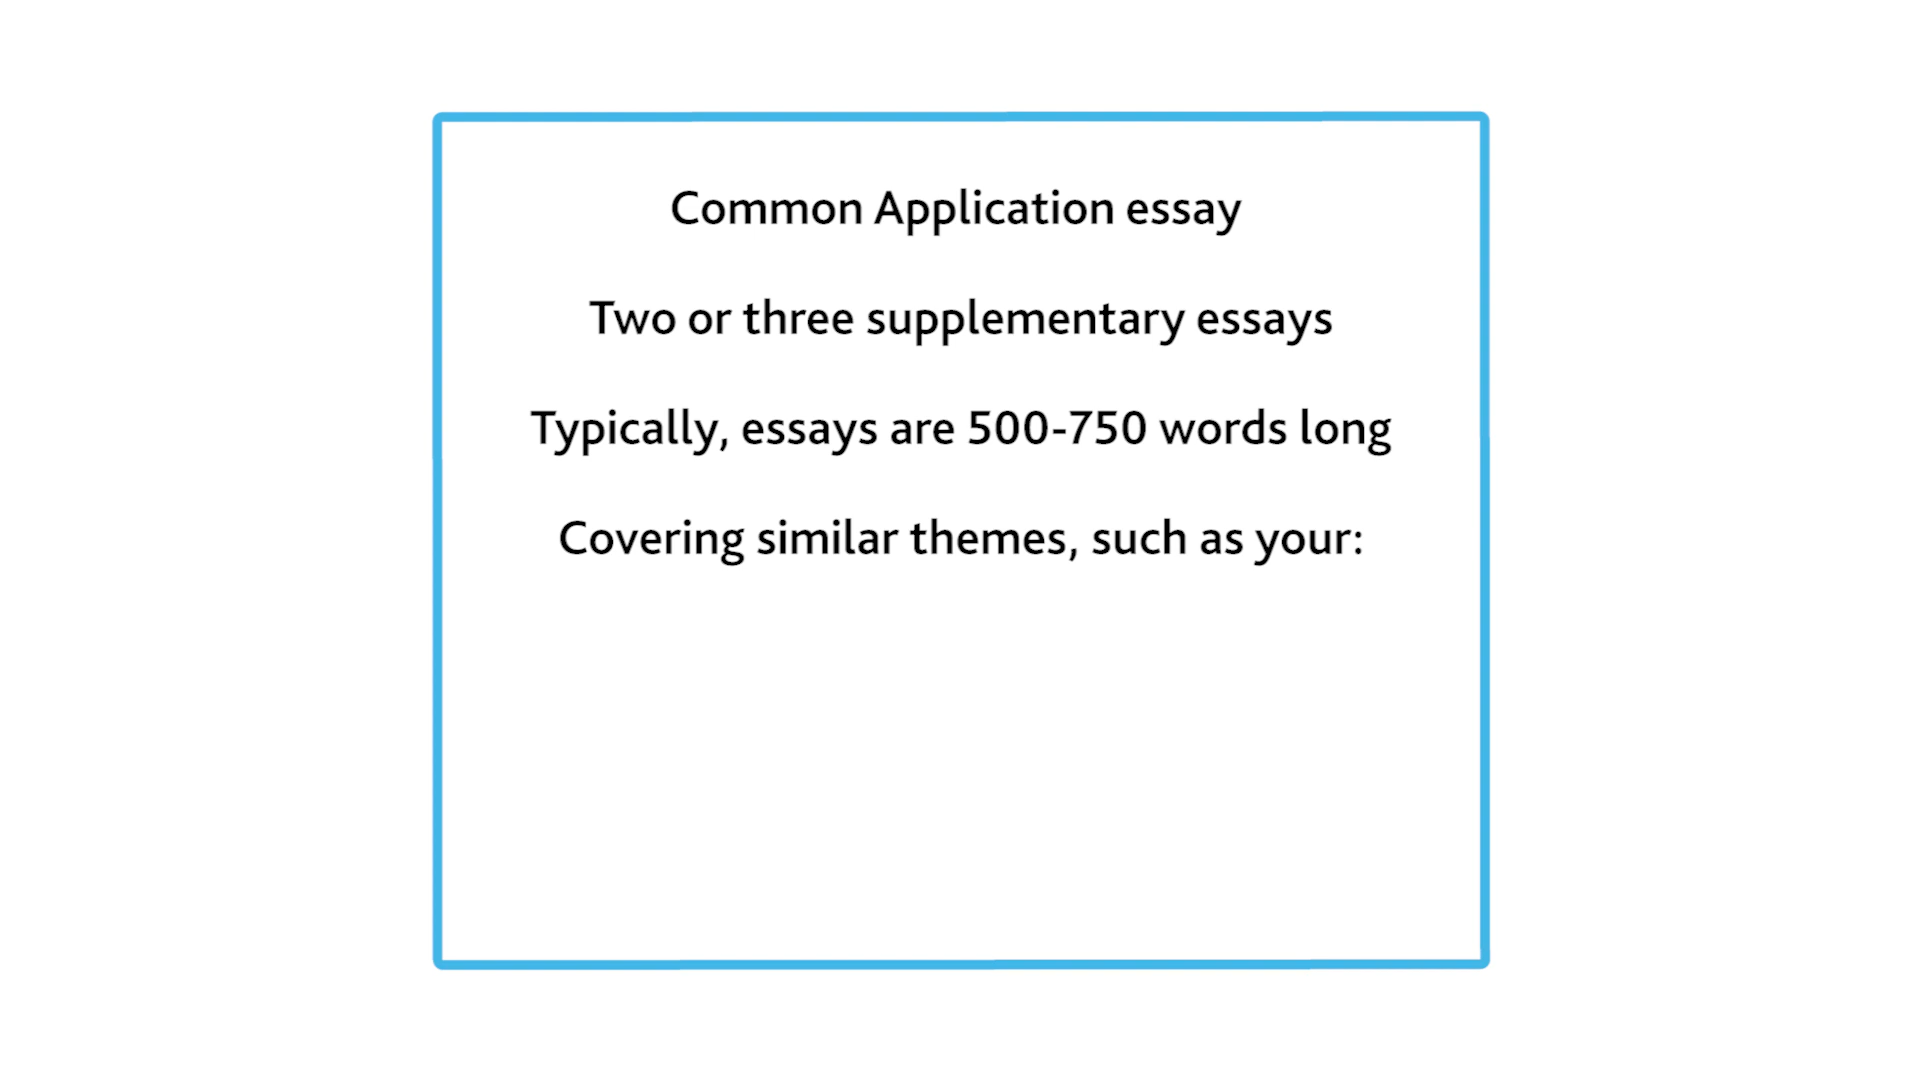 Common Application essay
Two or three supplementary essays
Typically, essays are 500-750 words long
Covering similar themes, such as your: